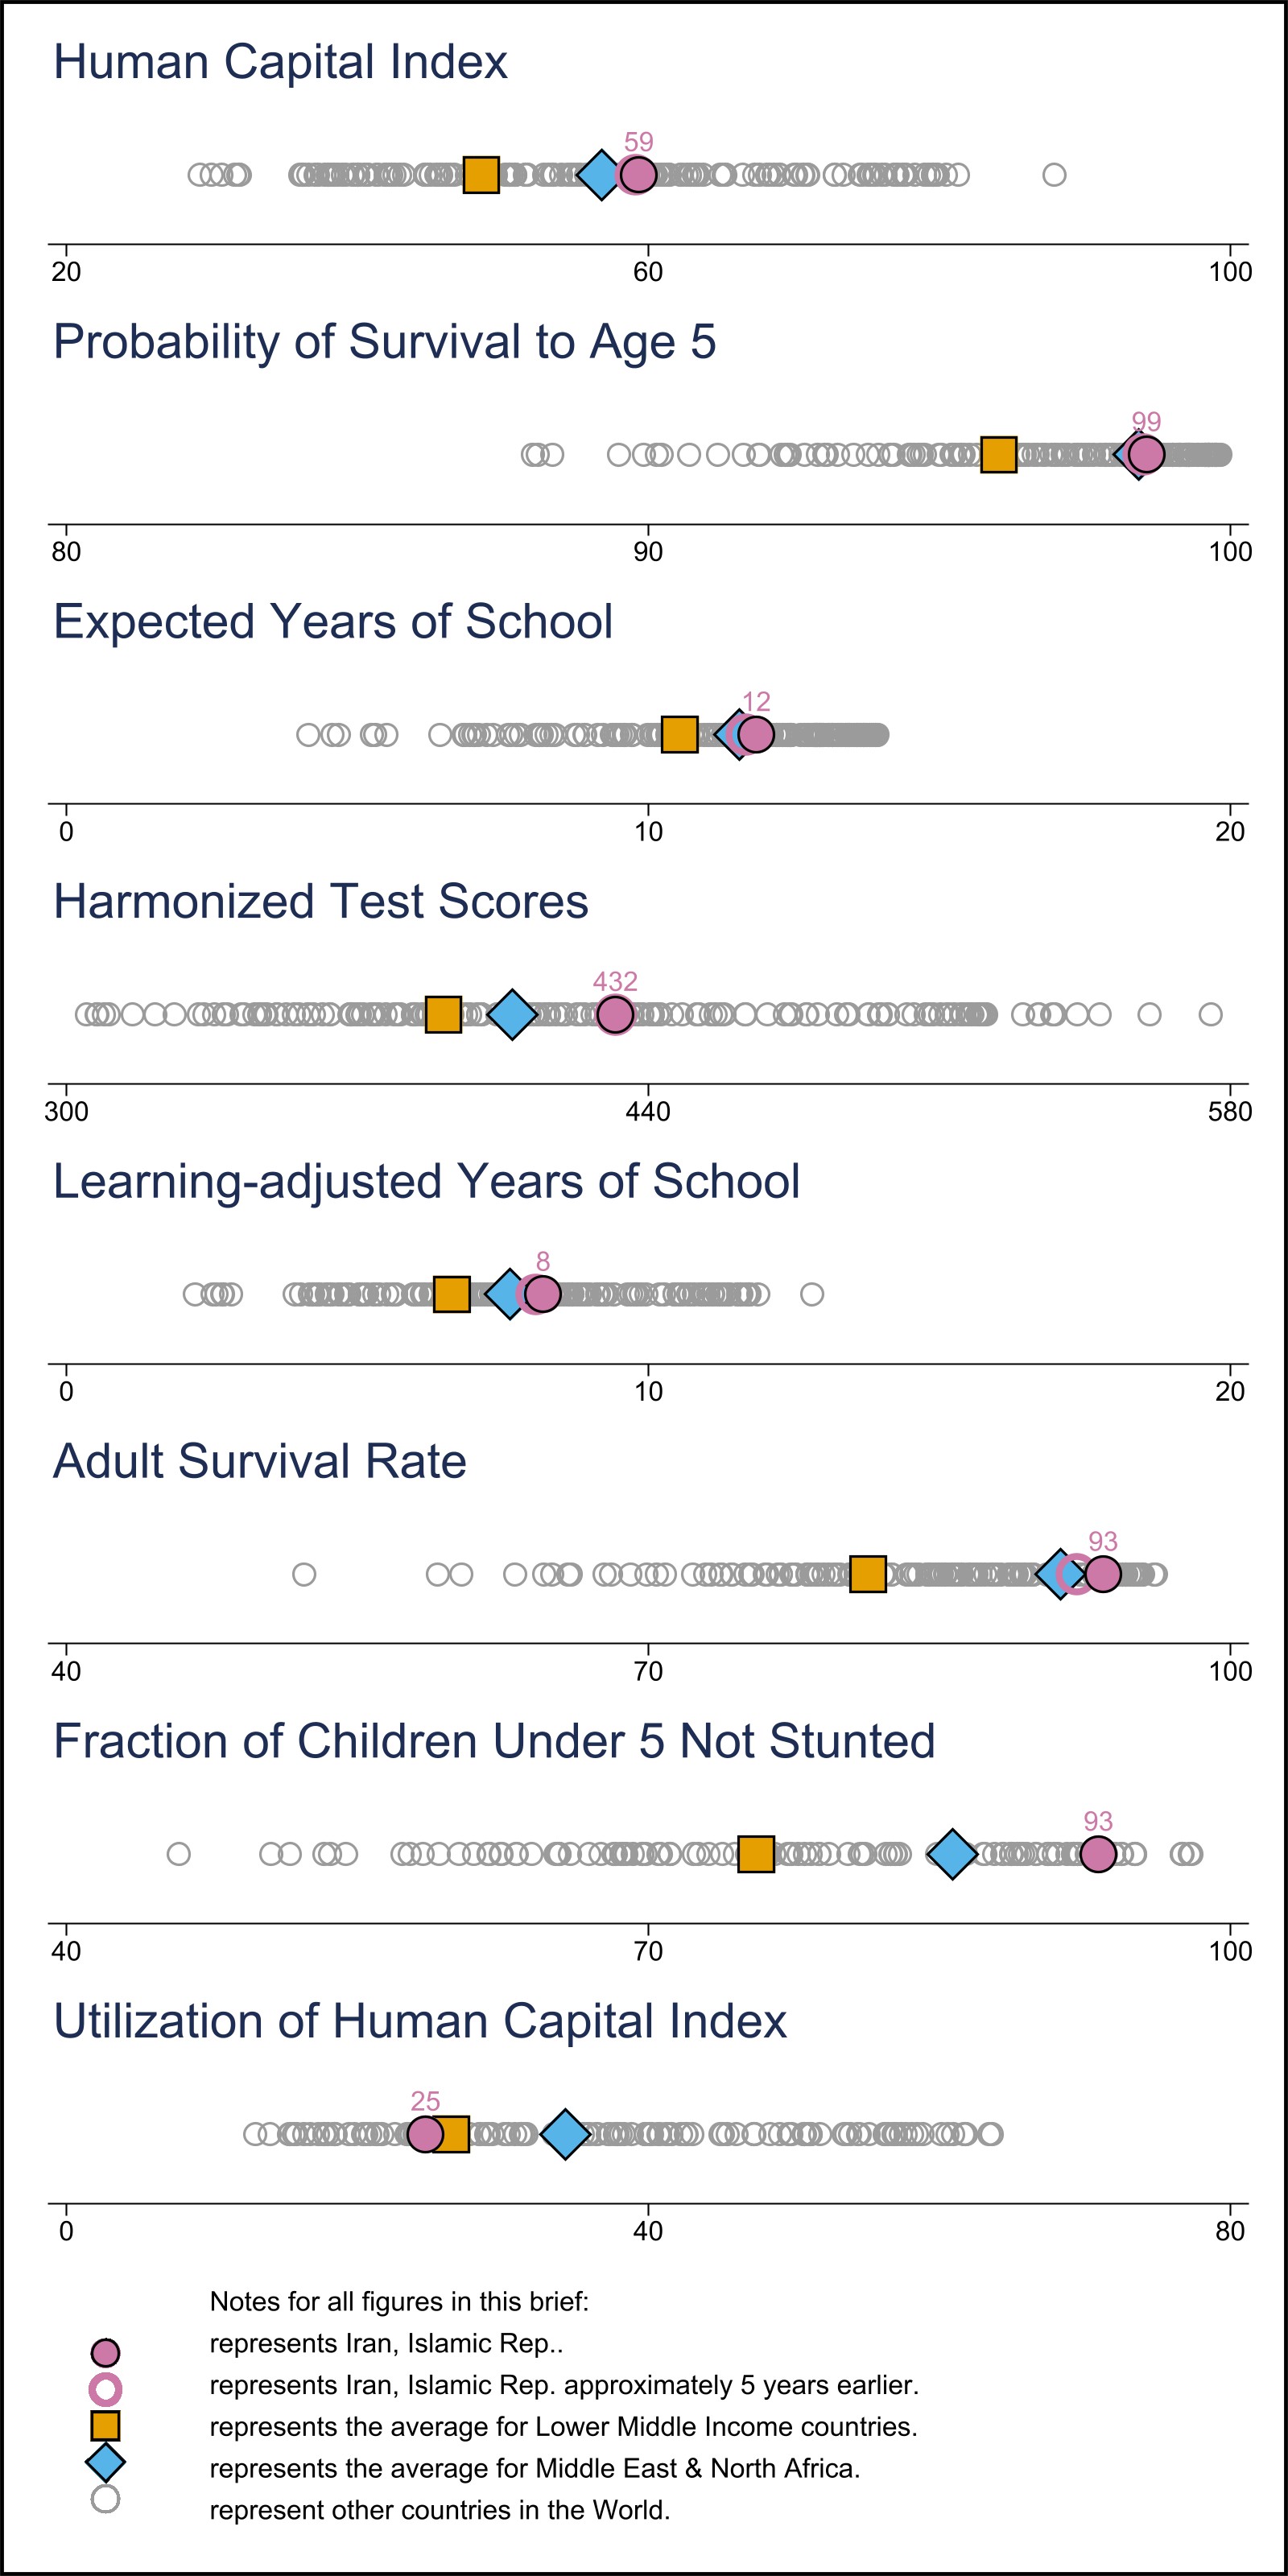 Human Capital Index
59
20 60 100
Probability of Survival to Age 5
99
80 90 100
Expected Years of School
12
0 10 20
Harmonized Test Scores
432
300 440 580
Learning-adjusted Years of School
8
0 10 20
Adult Survival Rate
93
40 70 100
Fraction of Children Under 5 Not Stunted
93
40 70 100
Utilization of Human Capital Index
25
0 40 80
Notes for all figures in this brief:
represents Iran, Islamic Rep..
represents Iran, Islamic Rep. approximately 5 years earlier.
represents the average for Lower Middle Income countries.
represents the average for Middle East & North Africa.
represent other countries in the World.